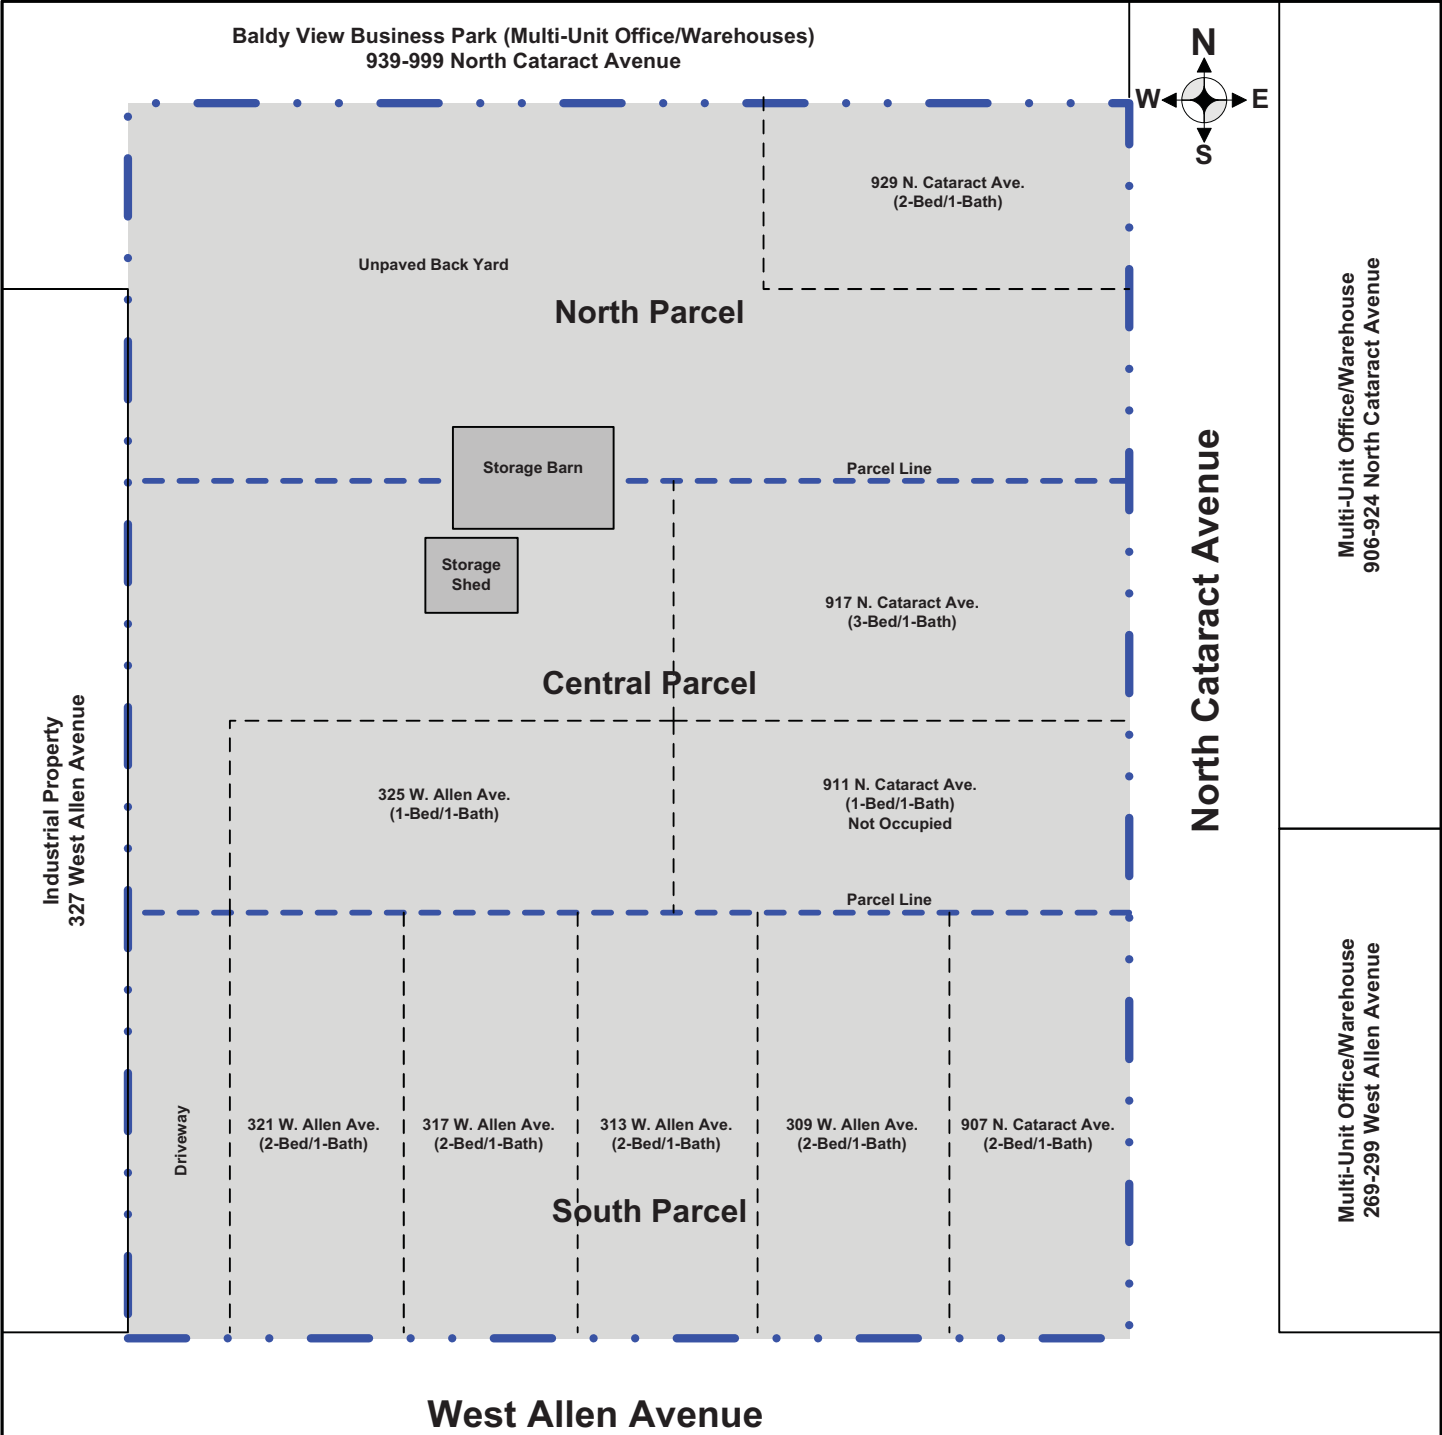 Baldy View Business Park (Multi-Unit Office/Warehouses)
939-999 North Cataract Avenue
N
W
E
S
929 N. Cataract Ave.
(2-Bed/1-Bath)
Unpaved Back Yard
North Parcel
Multi-Unit Office/Warehouse
906-924 North Cataract Avenue
Storage Barn
Parcel Line
Storage
Shed
917 N. Cataract Ave.
(3-Bed/1-Bath)
North Cataract Avenue
Central Parcel
Industrial Property
327 West Allen Avenue
325 W. Allen Ave.
(1-Bed/1-Bath)
911 N. Cataract Ave.
(1-Bed/1-Bath)
Not Occupied
Parcel Line
Multi-Unit Office/Warehouse
269-299 West Allen Avenue
Driveway
321 W. Allen Ave.
(2-Bed/1-Bath)
317 W. Allen Ave.
(2-Bed/1-Bath)
313 W. Allen Ave.
(2-Bed/1-Bath)
309 W. Allen Ave.
(2-Bed/1-Bath)
907 N. Cataract Ave.
(2-Bed/1-Bath)
South Parcel
West Allen Avenue